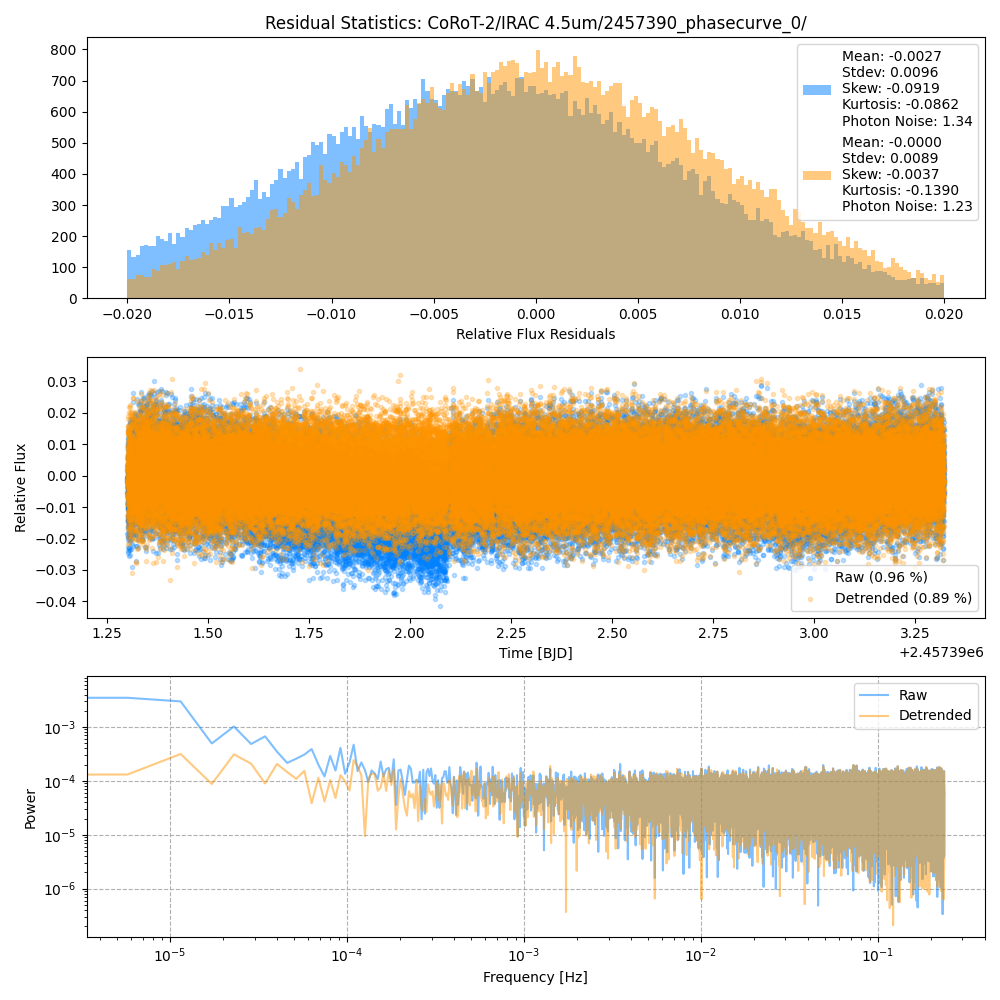 Residual Statistics: CoRoT-2/IRAC 4.5um/2457390_phasecurve_0/
Mean: -0.0027
Stdev: 0.0096
Skew: -0.0919
Kurtosis: -0.0862
Photon Noise: 1.34
Mean: -0.0000
Stdev: 0.0089
Skew: -0.0037
Kurtosis: -0.1390
Photon Noise: 1.23
800
700
600
500
400
300
200
100
0
−0.020 −0.015 −0.010 −0.005 0.000 0.005 0.010 0.015 0.020
Relative Flux Residuals
Relative Flux
0.03
0.02
0.01
0.00
−0.01
−0.02
−0.03
−0.04
Raw (0.96 %)
Detrended (0.89 %)
1.25 1.50 1.75 2.00 2.25 2.50 2.75 3.00 3.25
Time [BJD]
+2.45739e6
Raw
Detrended
Power
10⁻³
10⁻⁴
10⁻⁵
10⁻⁶
10⁻⁵ 10⁻⁴ 10⁻³ 10⁻² 10⁻¹
Frequency [Hz]